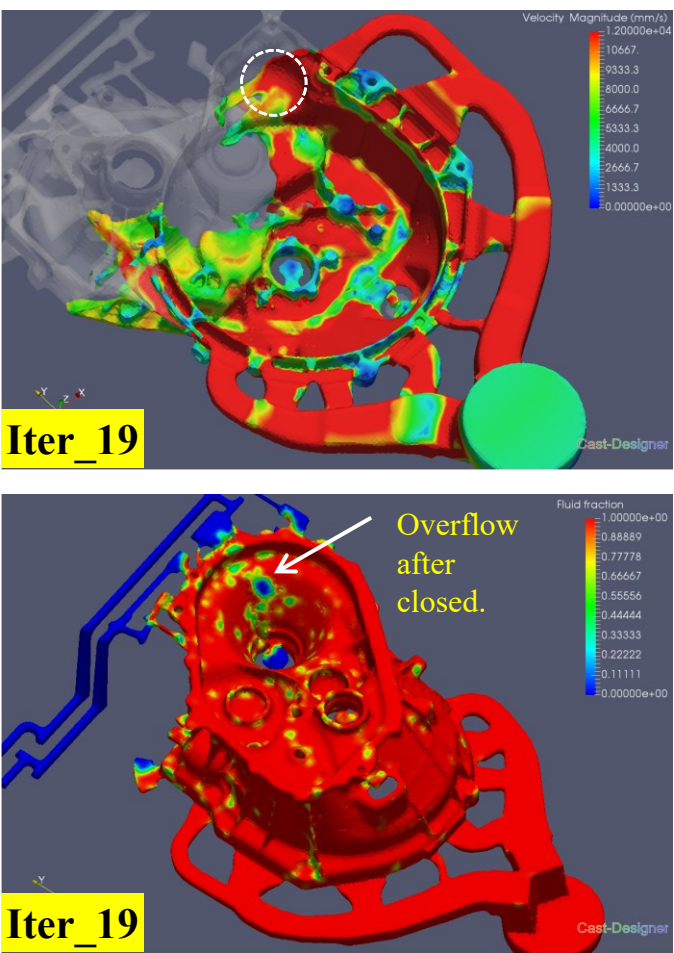 Velocity Magnitude (mm/s)
1.20000e+04
10667.
9333.3
8000.0
6666.7
5333.3
4000.0
2666.7
1333.3
0.00000e+00
Y
Z
X
Iter_19
Cast-Designer
Fluid fraction
1.00000e+00
0.88889
0.77778
0.66667
0.55556
0.44444
0.33333
0.22222
0.11111
0.00000e+00
Overflow
after
closed.
Y
Iter_19
Cast-Designer